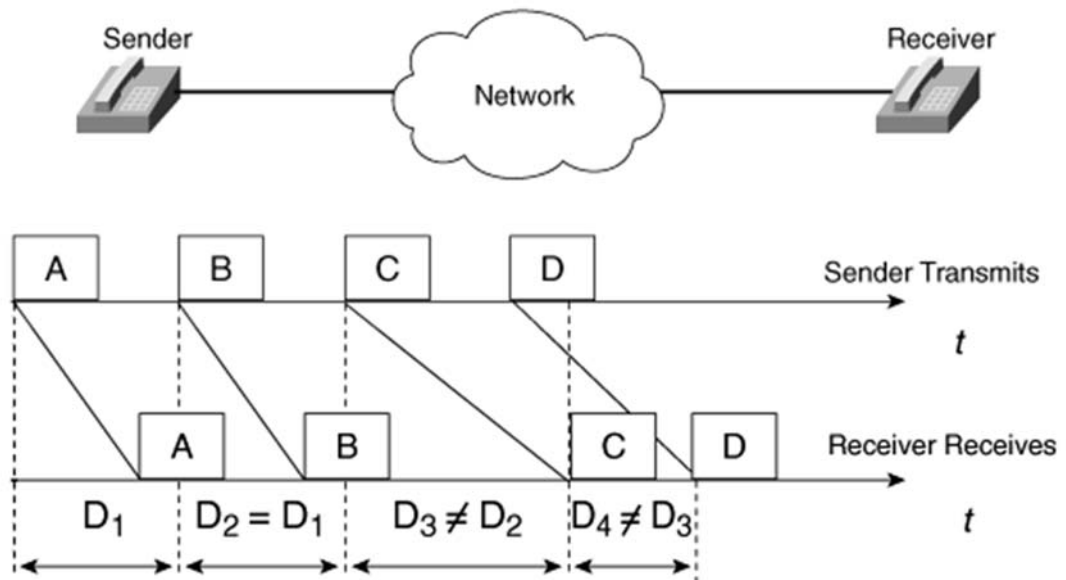 Sender
Receiver
Network
A B C D
Sender Transmits
t
A B C D
Receiver Receives
D₁ D₂ = D₁ D₃ ≠ D₂ D₄ ≠ D₃
t